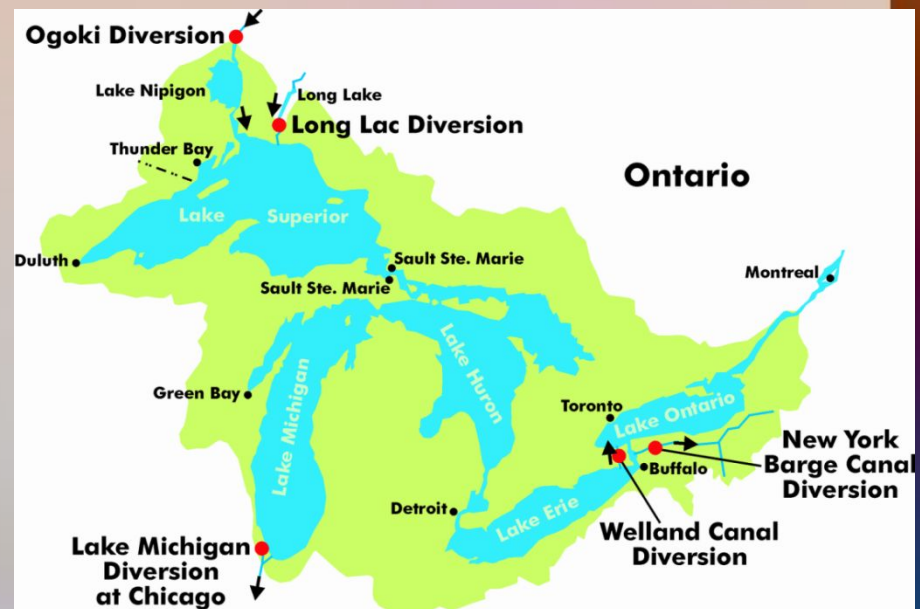 Ogoki Diversion
Lake Nipigon
Long Lake
Long Lac Diversion
Thunder Bay
Ontario
Lake Superior
Duluth
Sault Ste. Marie
Sault Ste. Marie
Montreal
Green Bay
Lake Michigan
Lake Huron
Toronto
Lake Ontario
New York
Barge Canal
Diversion
Buffalo
Detroit
Lake Erie
Welland Canal
Diversion
Lake Michigan
Diversion
at Chicago